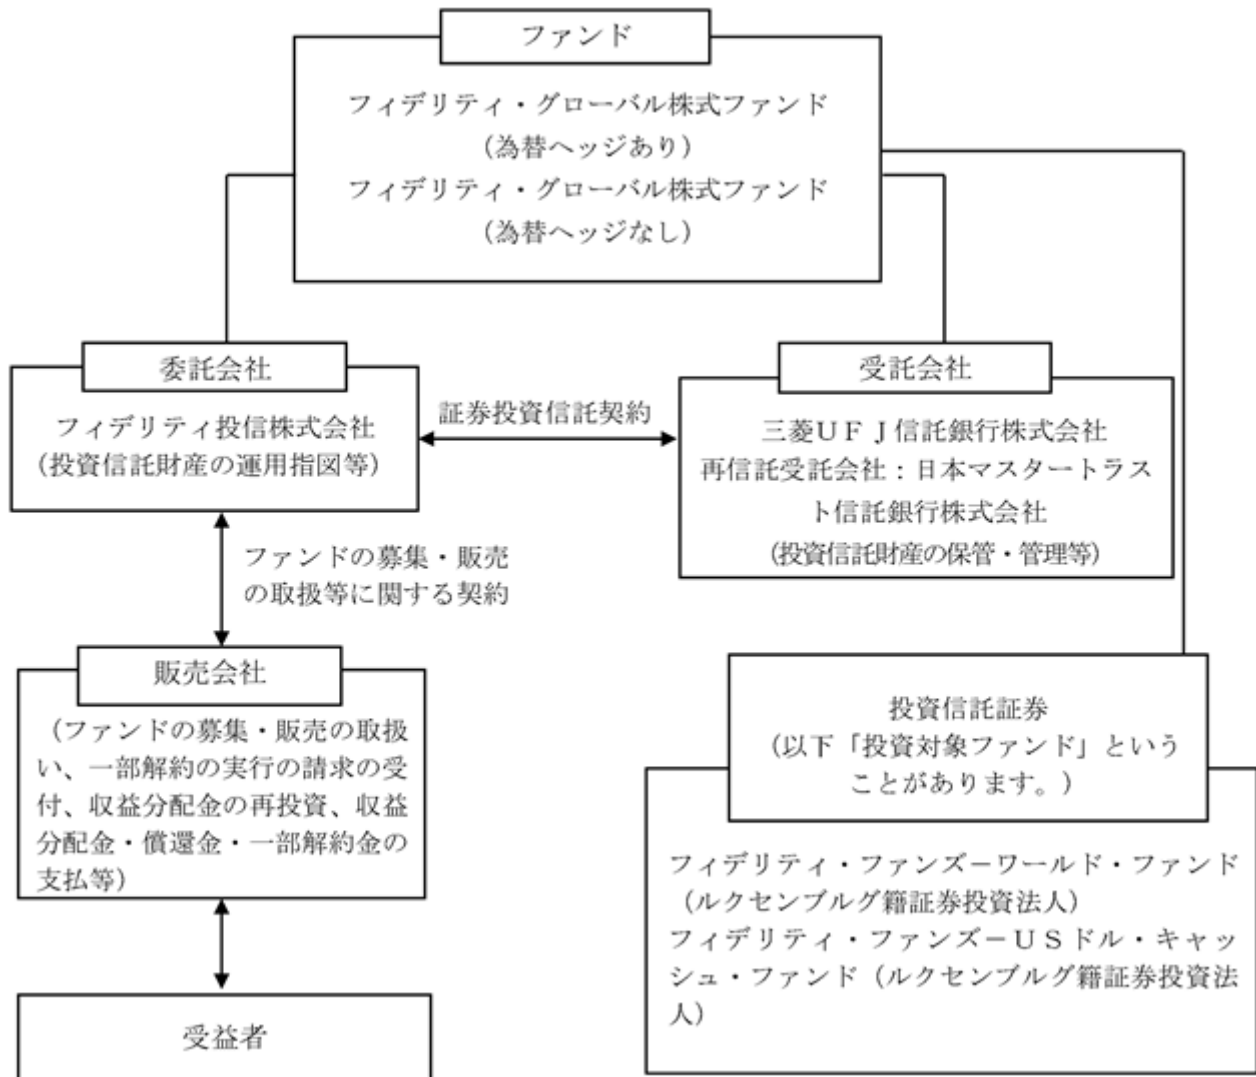 ファンド
フィデリティ・グローバル株式ファンド
（為替ヘッジあり）
フィデリティ・グローバル株式ファンド
（為替ヘッジなし）
委託会社
フィデリティ投信株式会社
（投資信託財産の運用指図等）
証券投資信託契約
受託会社
三菱ＵＦＪ信託銀行株式会社
再信託受託会社：日本マスタートラス
ト信託銀行株式会社
（投資信託財産の保管・管理等）
ファンドの募集・販売
の取扱等に関する契約
販売会社
（ファンドの募集・販売の取扱
い、一部解約の実行の請求の受
付、収益分配金の再投資、収益
分配金・償還金・一部解約金の
支払等）
受益者
投資信託証券
（以下「投資対象ファンド」という
ことがあります。）
フィデリティ・ファンズ－ワールド・ファンド
（ルクセンブルグ籍証券投資法人）
フィデリティ・ファンズ－ＵＳドル・キャッ
シュ・ファンド（ルクセンブルグ籍証券投資法
人）